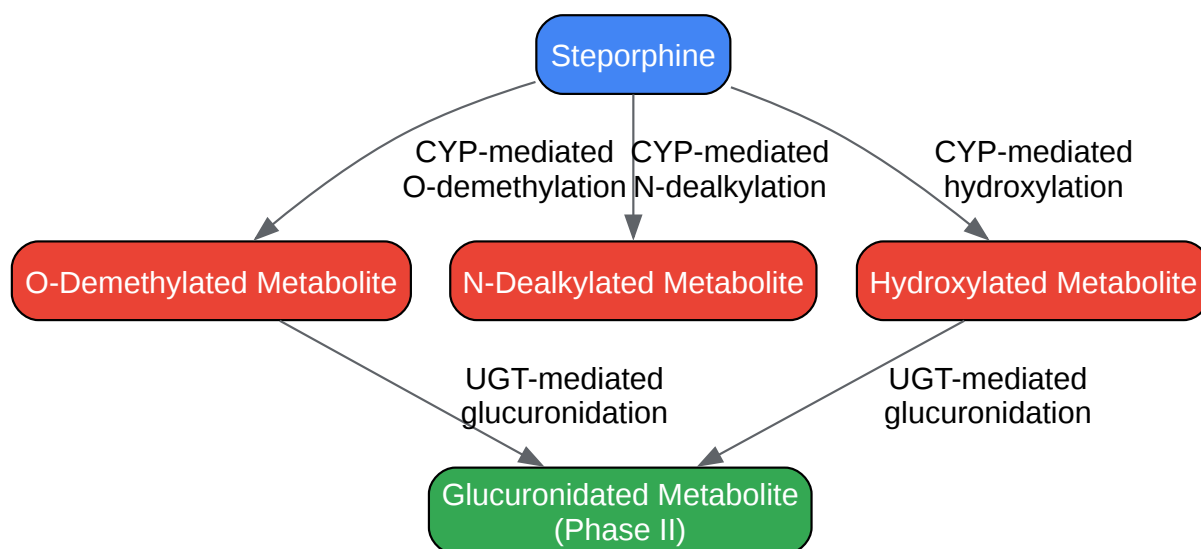 Steporphine
CYP-mediated
O-demethylation
CYP-mediated
N-dealkylation
CYP-mediated
hydroxylation
O-Demethylated Metabolite
N-Dealkylated Metabolite
Hydroxylated Metabolite
UGT-mediated
glucuronidation
UGT-mediated
glucuronidation
Glucuronidated Metabolite
(Phase II)